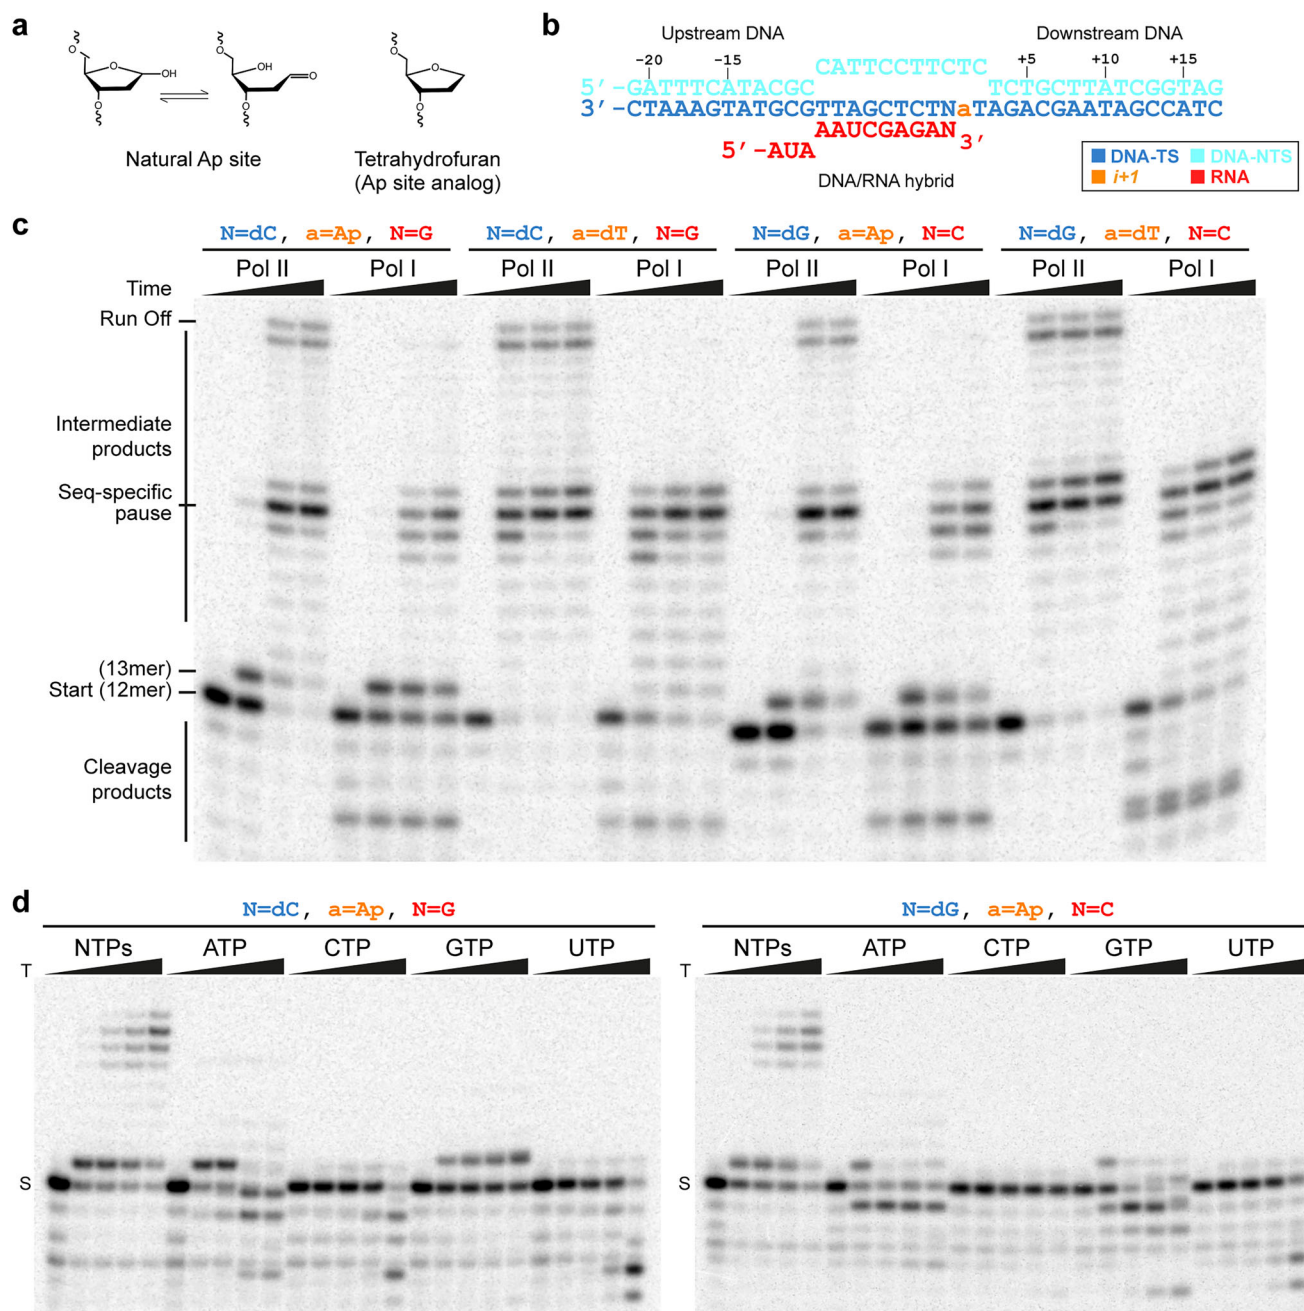 a
O
O
OH
O
O
OH
O
O
O
O
Natural Ap site
Tetrahydrofuran
(Ap site analog)
b
Upstream DNA
Downstream DNA
-20
-15
+5
+10
+15
CATTCCTTCTC
5′-GATTTCATACGC
TCTGCTTATCGGTAG
3′-CTAAAGTATGCGTTAGCTCTNaTAGACGAATAGCCATC
AAUCGAGAN
5′-AUA
3′
DNA/RNA hybrid
DNA-TS
DNA-NTS
i+1
RNA
c
N=dC, a=Ap, N=G
N=dC, a=dT, N=G
N=dG, a=Ap, N=C
N=dG, a=dT, N=C
Pol II
Pol I
Pol II
Pol I
Pol II
Pol I
Pol II
Pol I
Time
Run Off
Intermediate
products
Seq-specific
pause
(13mer)
Start (12mer)
Cleavage
products
d
N=dC, a=Ap, N=G
N=dG, a=Ap, N=C
NTPs
ATP
CTP
GTP
UTP
NTPs
ATP
CTP
GTP
UTP
T
T
S
S